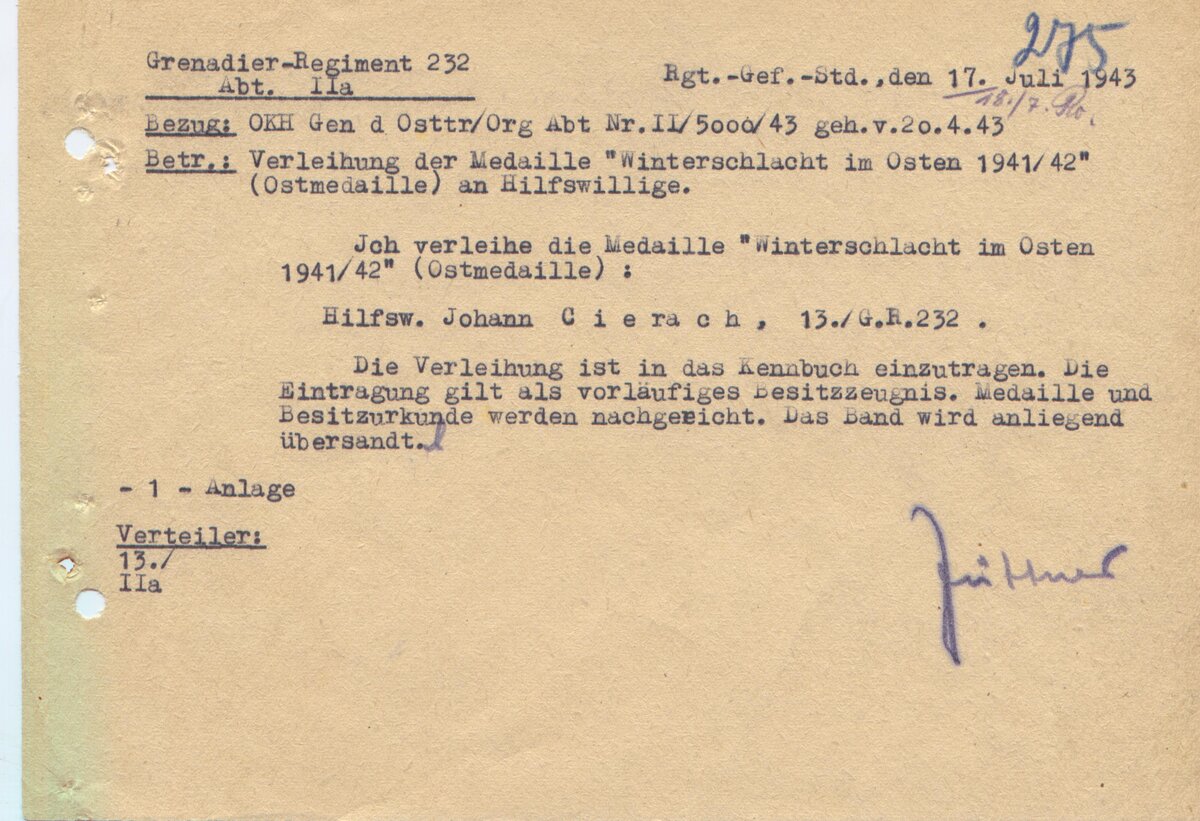 275
Grenadier-Regiment 232
Abt. IIa
Rgt.-Gef.-Std.,den 17. Juli 1943
18./7.
Bezug: OKH Gen d Osttr/Org Abt Nr.II/5000/43 geh.v.20.4.43
Betr.: Verleihung der Medaille "Winterschlacht im Osten 1941/42"
(Ostmedaille) an Hilfswillige.
Jch verleihe die Medaille "Winterschlacht im Osten
1941/42" (Ostmedaille) :
Hilfsw. Johann C i e r a c h , 13./G.R.232 .
Die Verleihung ist in das Kennbuch einzutragen. Die
Eintragung gilt als vorläufiges Besitzzeugnis. Medaille und
Besitzurkunde werden nachgereicht. Das Band wird anliegend
übersandt.
- 1 - Anlage
Verteiler:
13./
IIa
Jüttner